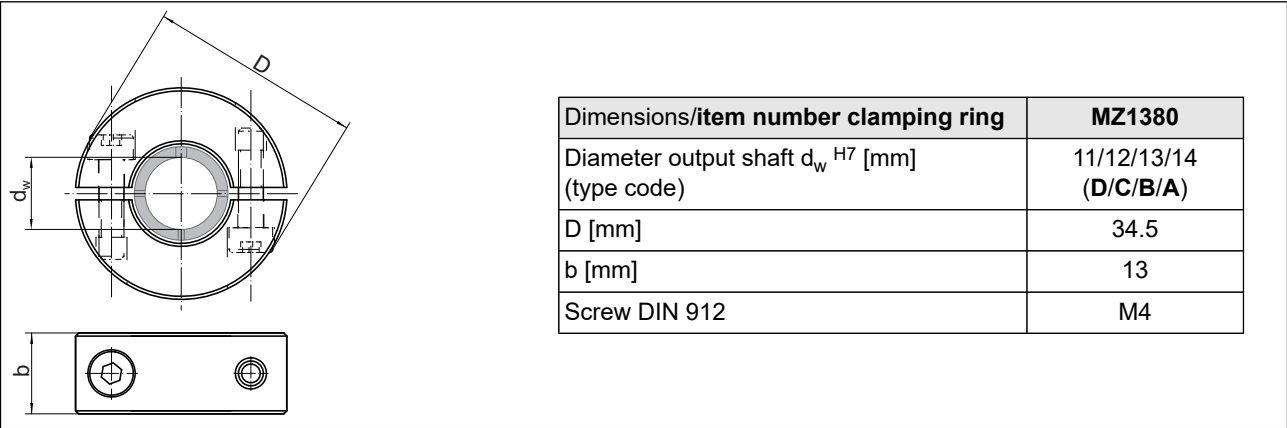 D
d_w
b
Dimensions/item number clamping ring MZ1380
Diameter output shaft d_w H7 [mm] 11/12/13/14
(type code) (D/C/B/A)
D [mm] 34.5
b [mm] 13
Screw DIN 912 M4